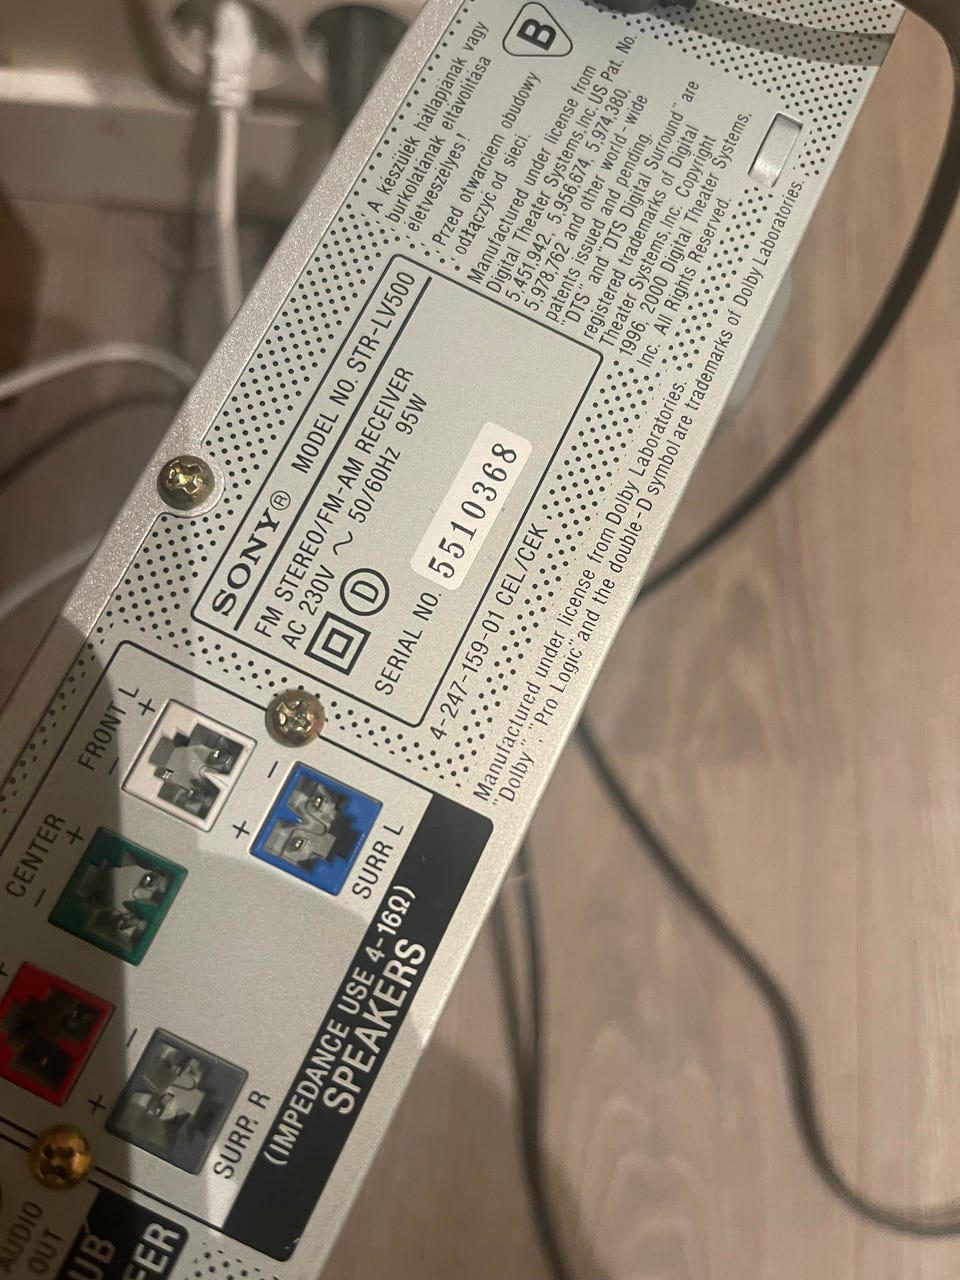 A készülék hátlapjának vagy
burkolatának eltávolítása
életveszélyes!
B
Przed otwarciem obudowy
odłączyć od sieci.
Manufactured under license from
Digital Theater Systems, Inc. US Pat. No.
5,451,942, 5,956,674, 5,974,380,
5,978,762 and other world - wide
patents issued and pending.
"DTS" and "DTS Digital Surround" are
registered trademarks of Digital
Theater Systems, Inc. Copyright
1996, 2000 Digital Theater Systems,
Inc. All Rights Reserved.
SONY® MODEL NO. STR-LV500
FM STEREO/FM-AM RECEIVER
AC 230V ~ 50/60Hz 95W
D
SERIAL NO. 5510368
4-247-159-01 CEL/CEK
Manufactured under license from Dolby Laboratories.
"Dolby", "Pro Logic" and the double - D symbol are trademarks of Dolby Laboratories.
FRONT L
+ −
CENTER
+ −
+
− +
SURR L
− +
SURR R
(IMPEDANCE USE 4-16Ω)
SPEAKERS
AUDIO
OUT